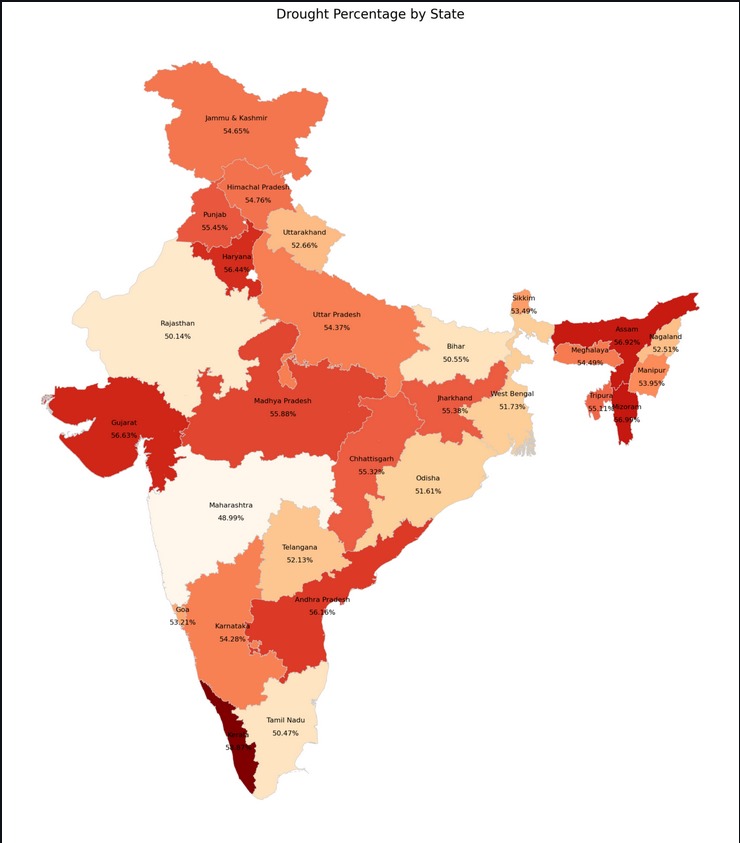 Drought Percentage by State
Jammu & Kashmir
54.65%
Himachal Pradesh
54.76%
Punjab
55.45%
Uttarakhand
52.66%
Haryana
56.44%
Sikkim
53.49%
Rajasthan
50.14%
Uttar Pradesh
54.37%
Assam
56.92%
Nagaland
52.51%
Bihar
50.55%
Meghalaya
54.49%
Manipur
53.95%
Madhya Pradesh
55.88%
Jharkhand
55.38%
West Bengal
51.73%
Tripura
55.11%
Mizoram
56.99%
Gujarat
56.63%
Chhattisgarh
55.32%
Odisha
51.61%
Maharashtra
48.99%
Telangana
52.13%
Andhra Pradesh
56.16%
Goa
53.21%
Karnataka
54.28%
Tamil Nadu
50.47%
Kerala